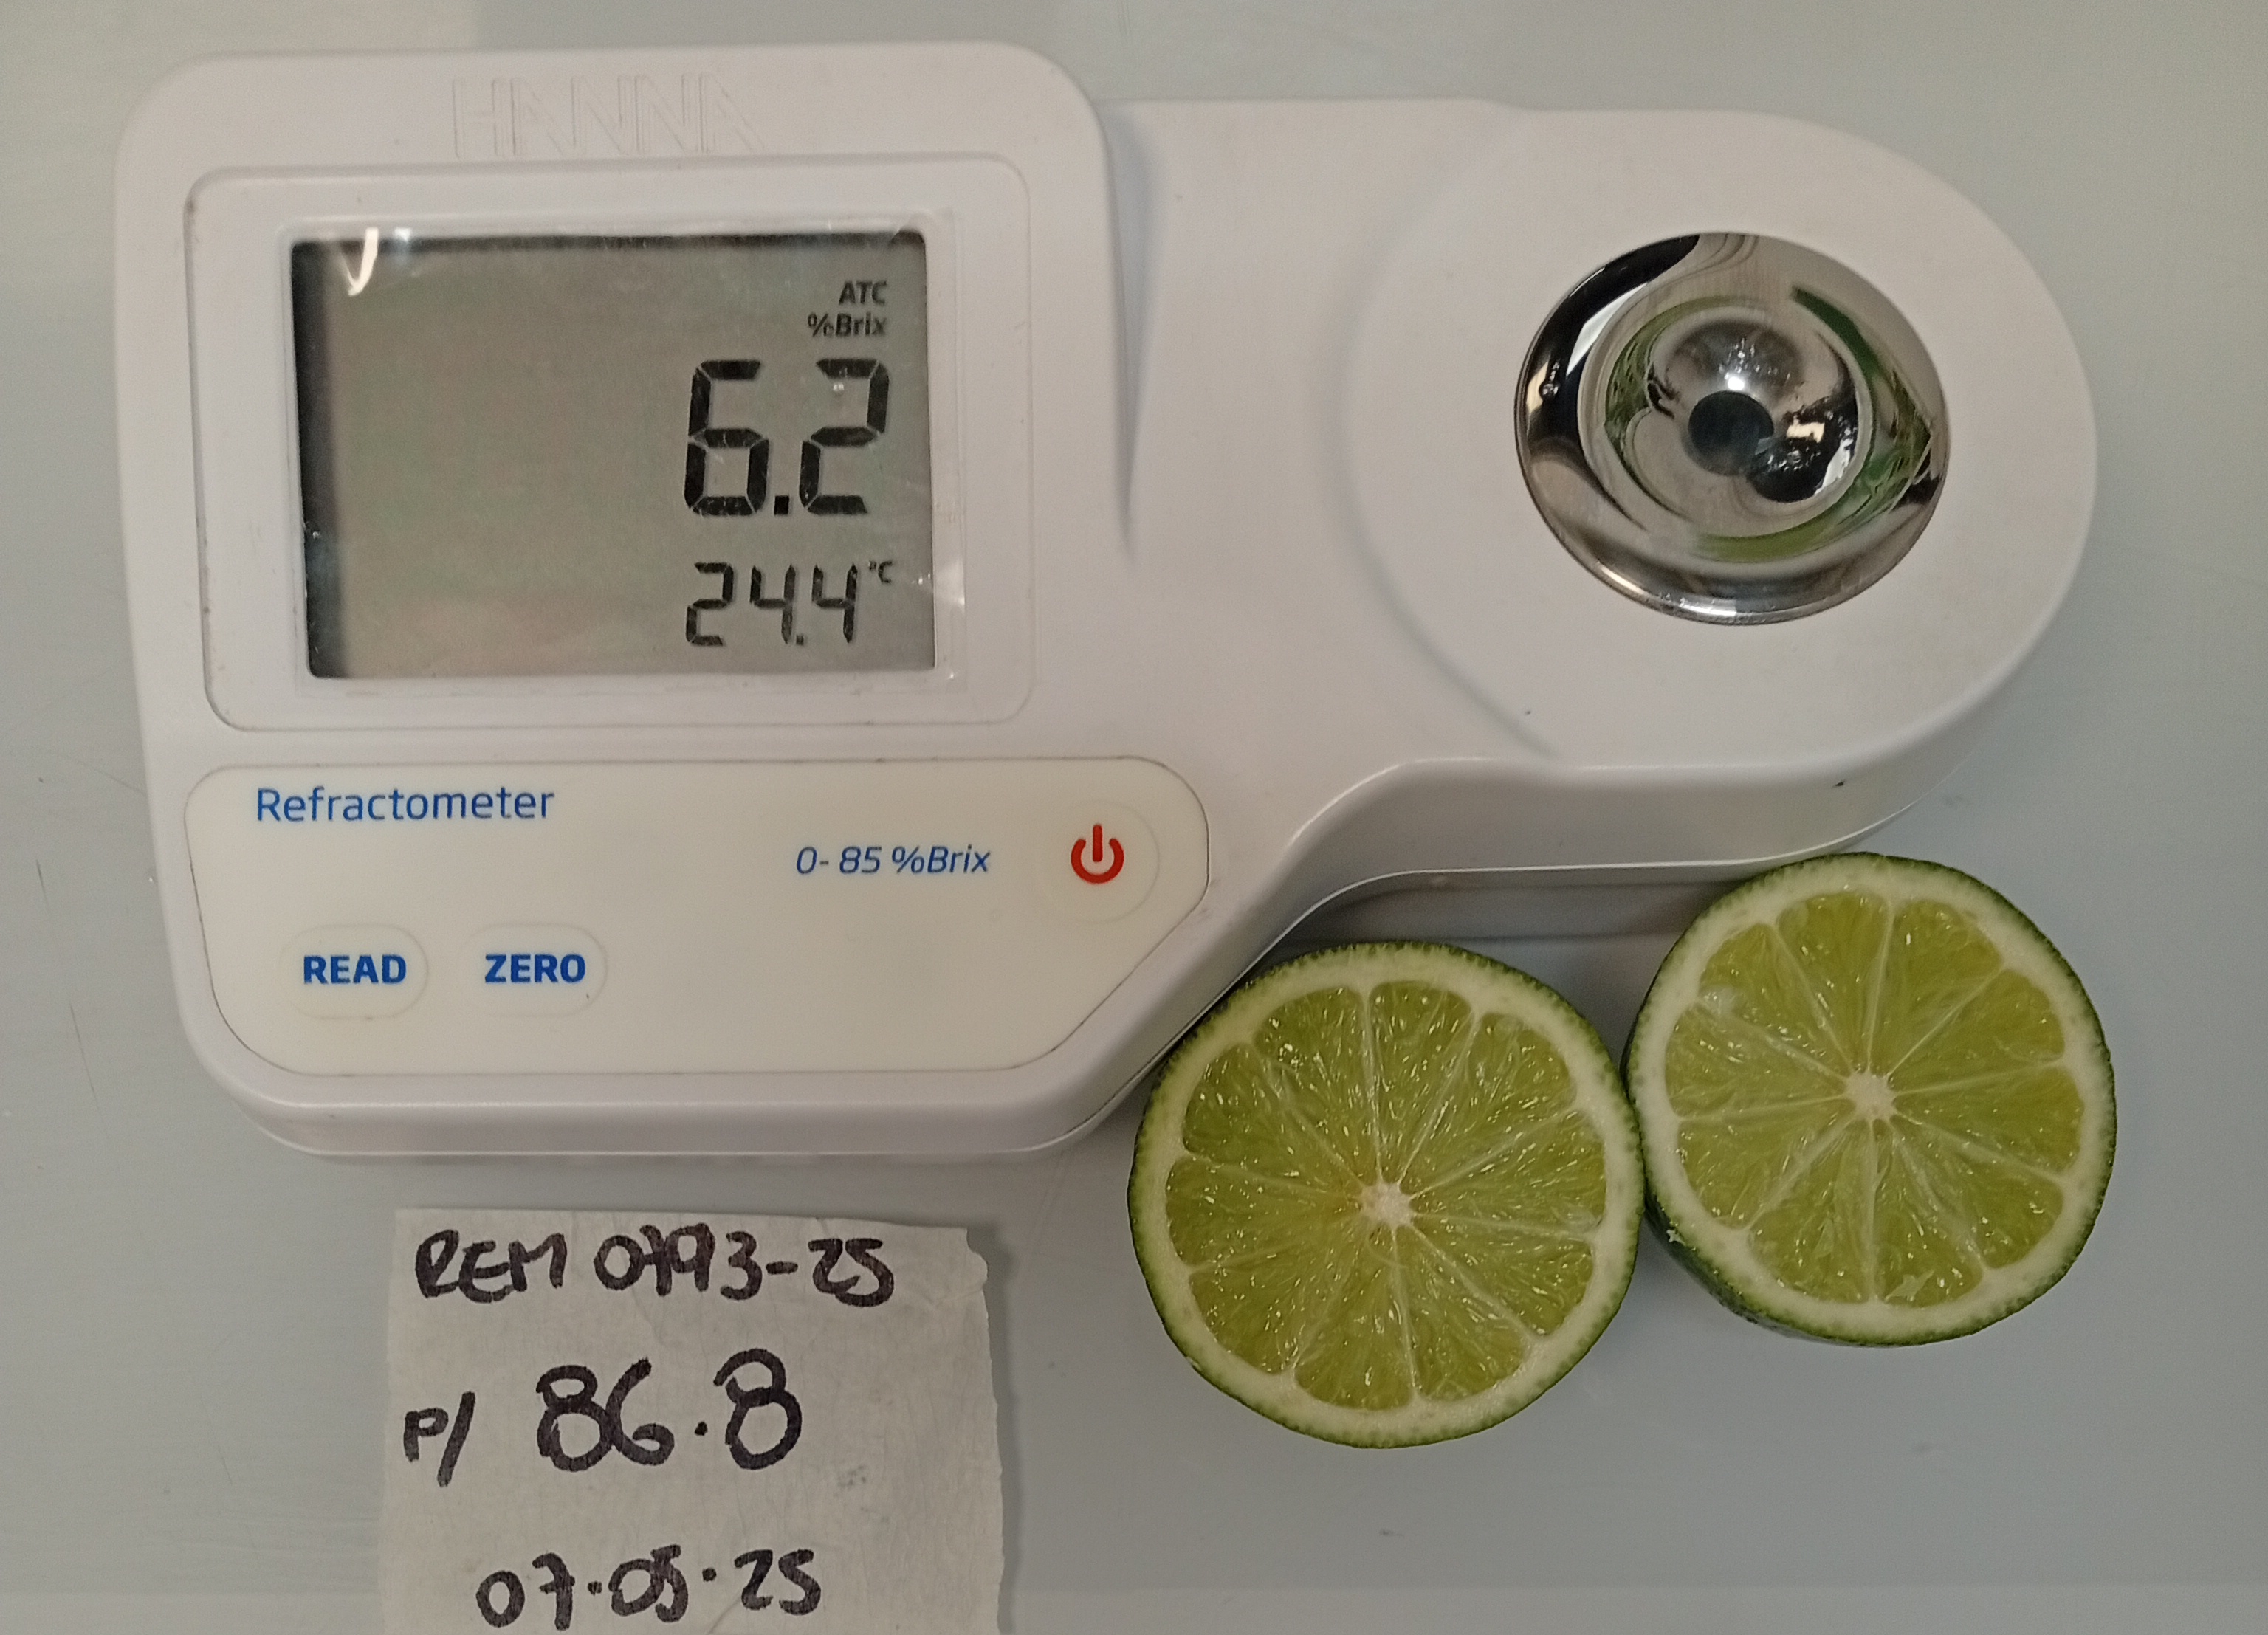 HANNA
ATC
%Brix
6.2
24.4 °C
Refractometer
0- 85 %Brix
READ
ZERO
REM 0793-25
P/ 86.8
07.05.25